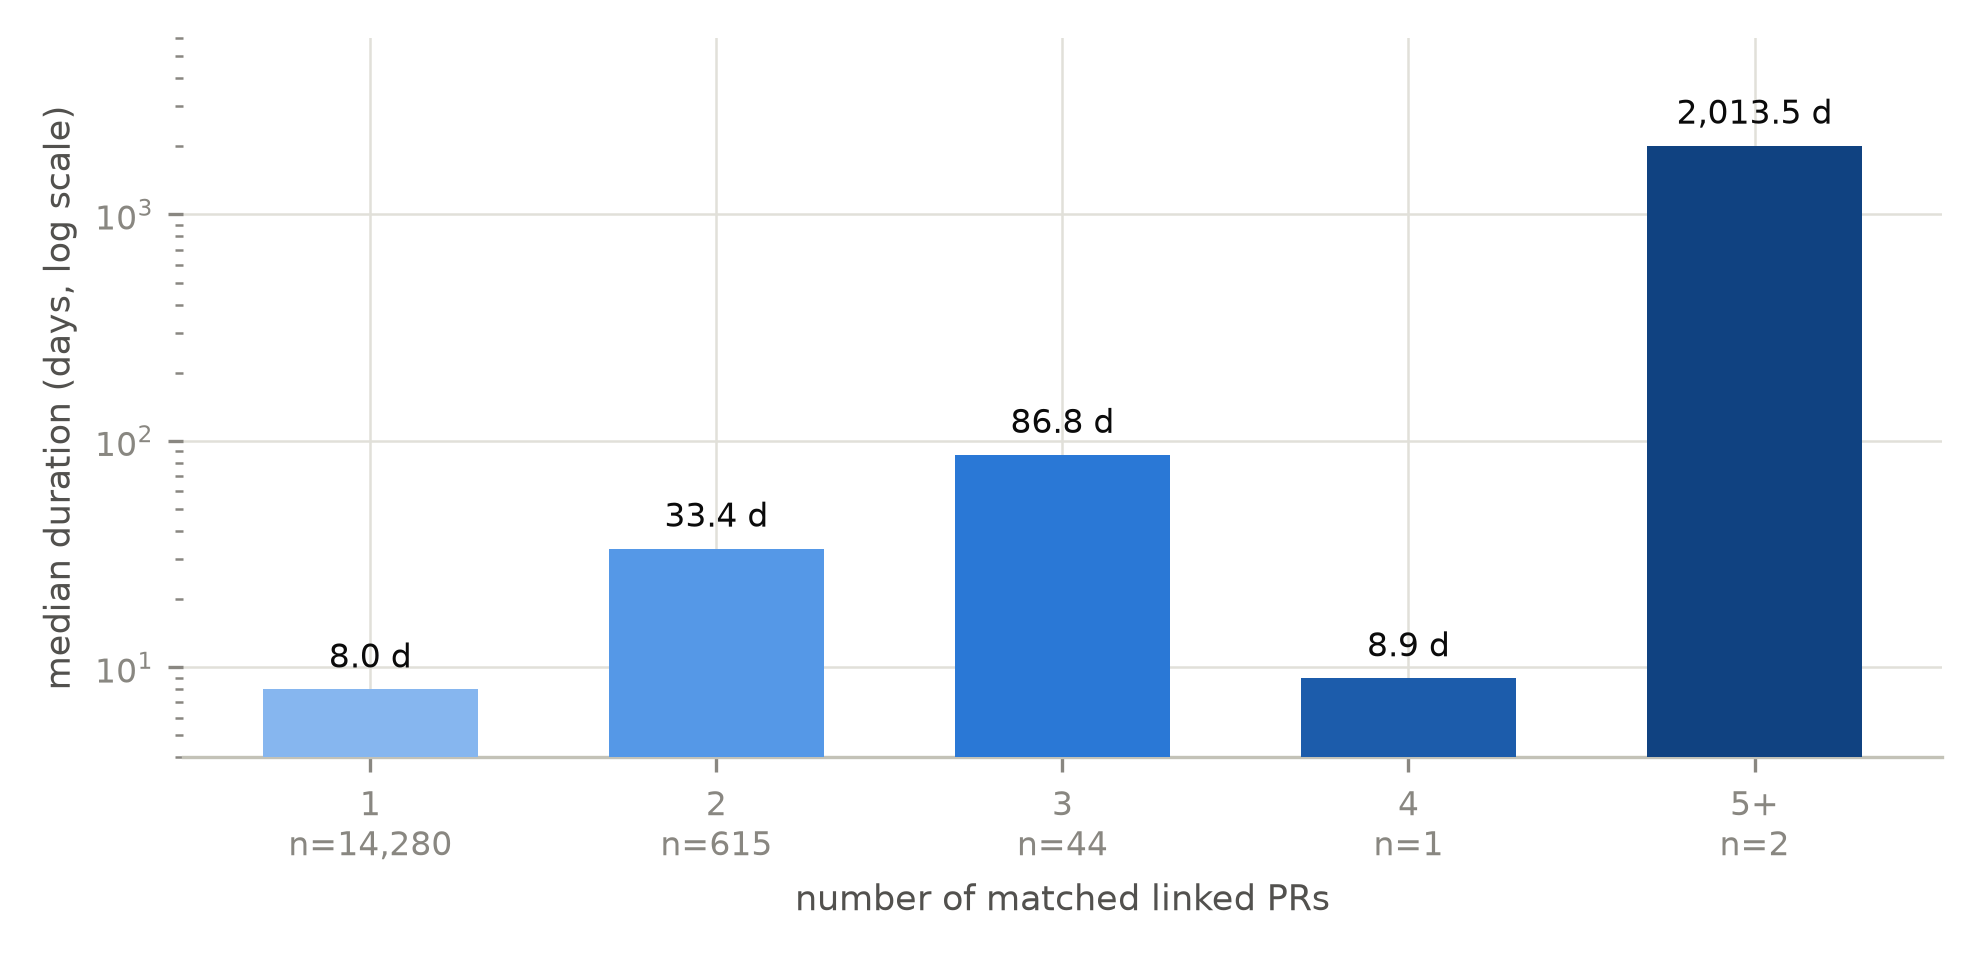 median duration (days, log scale)
10³
10²
10¹
8.0 d
33.4 d
86.8 d
8.9 d
2,013.5 d
1
n=14,280
2
n=615
3
n=44
4
n=1
5+
n=2
number of matched linked PRs